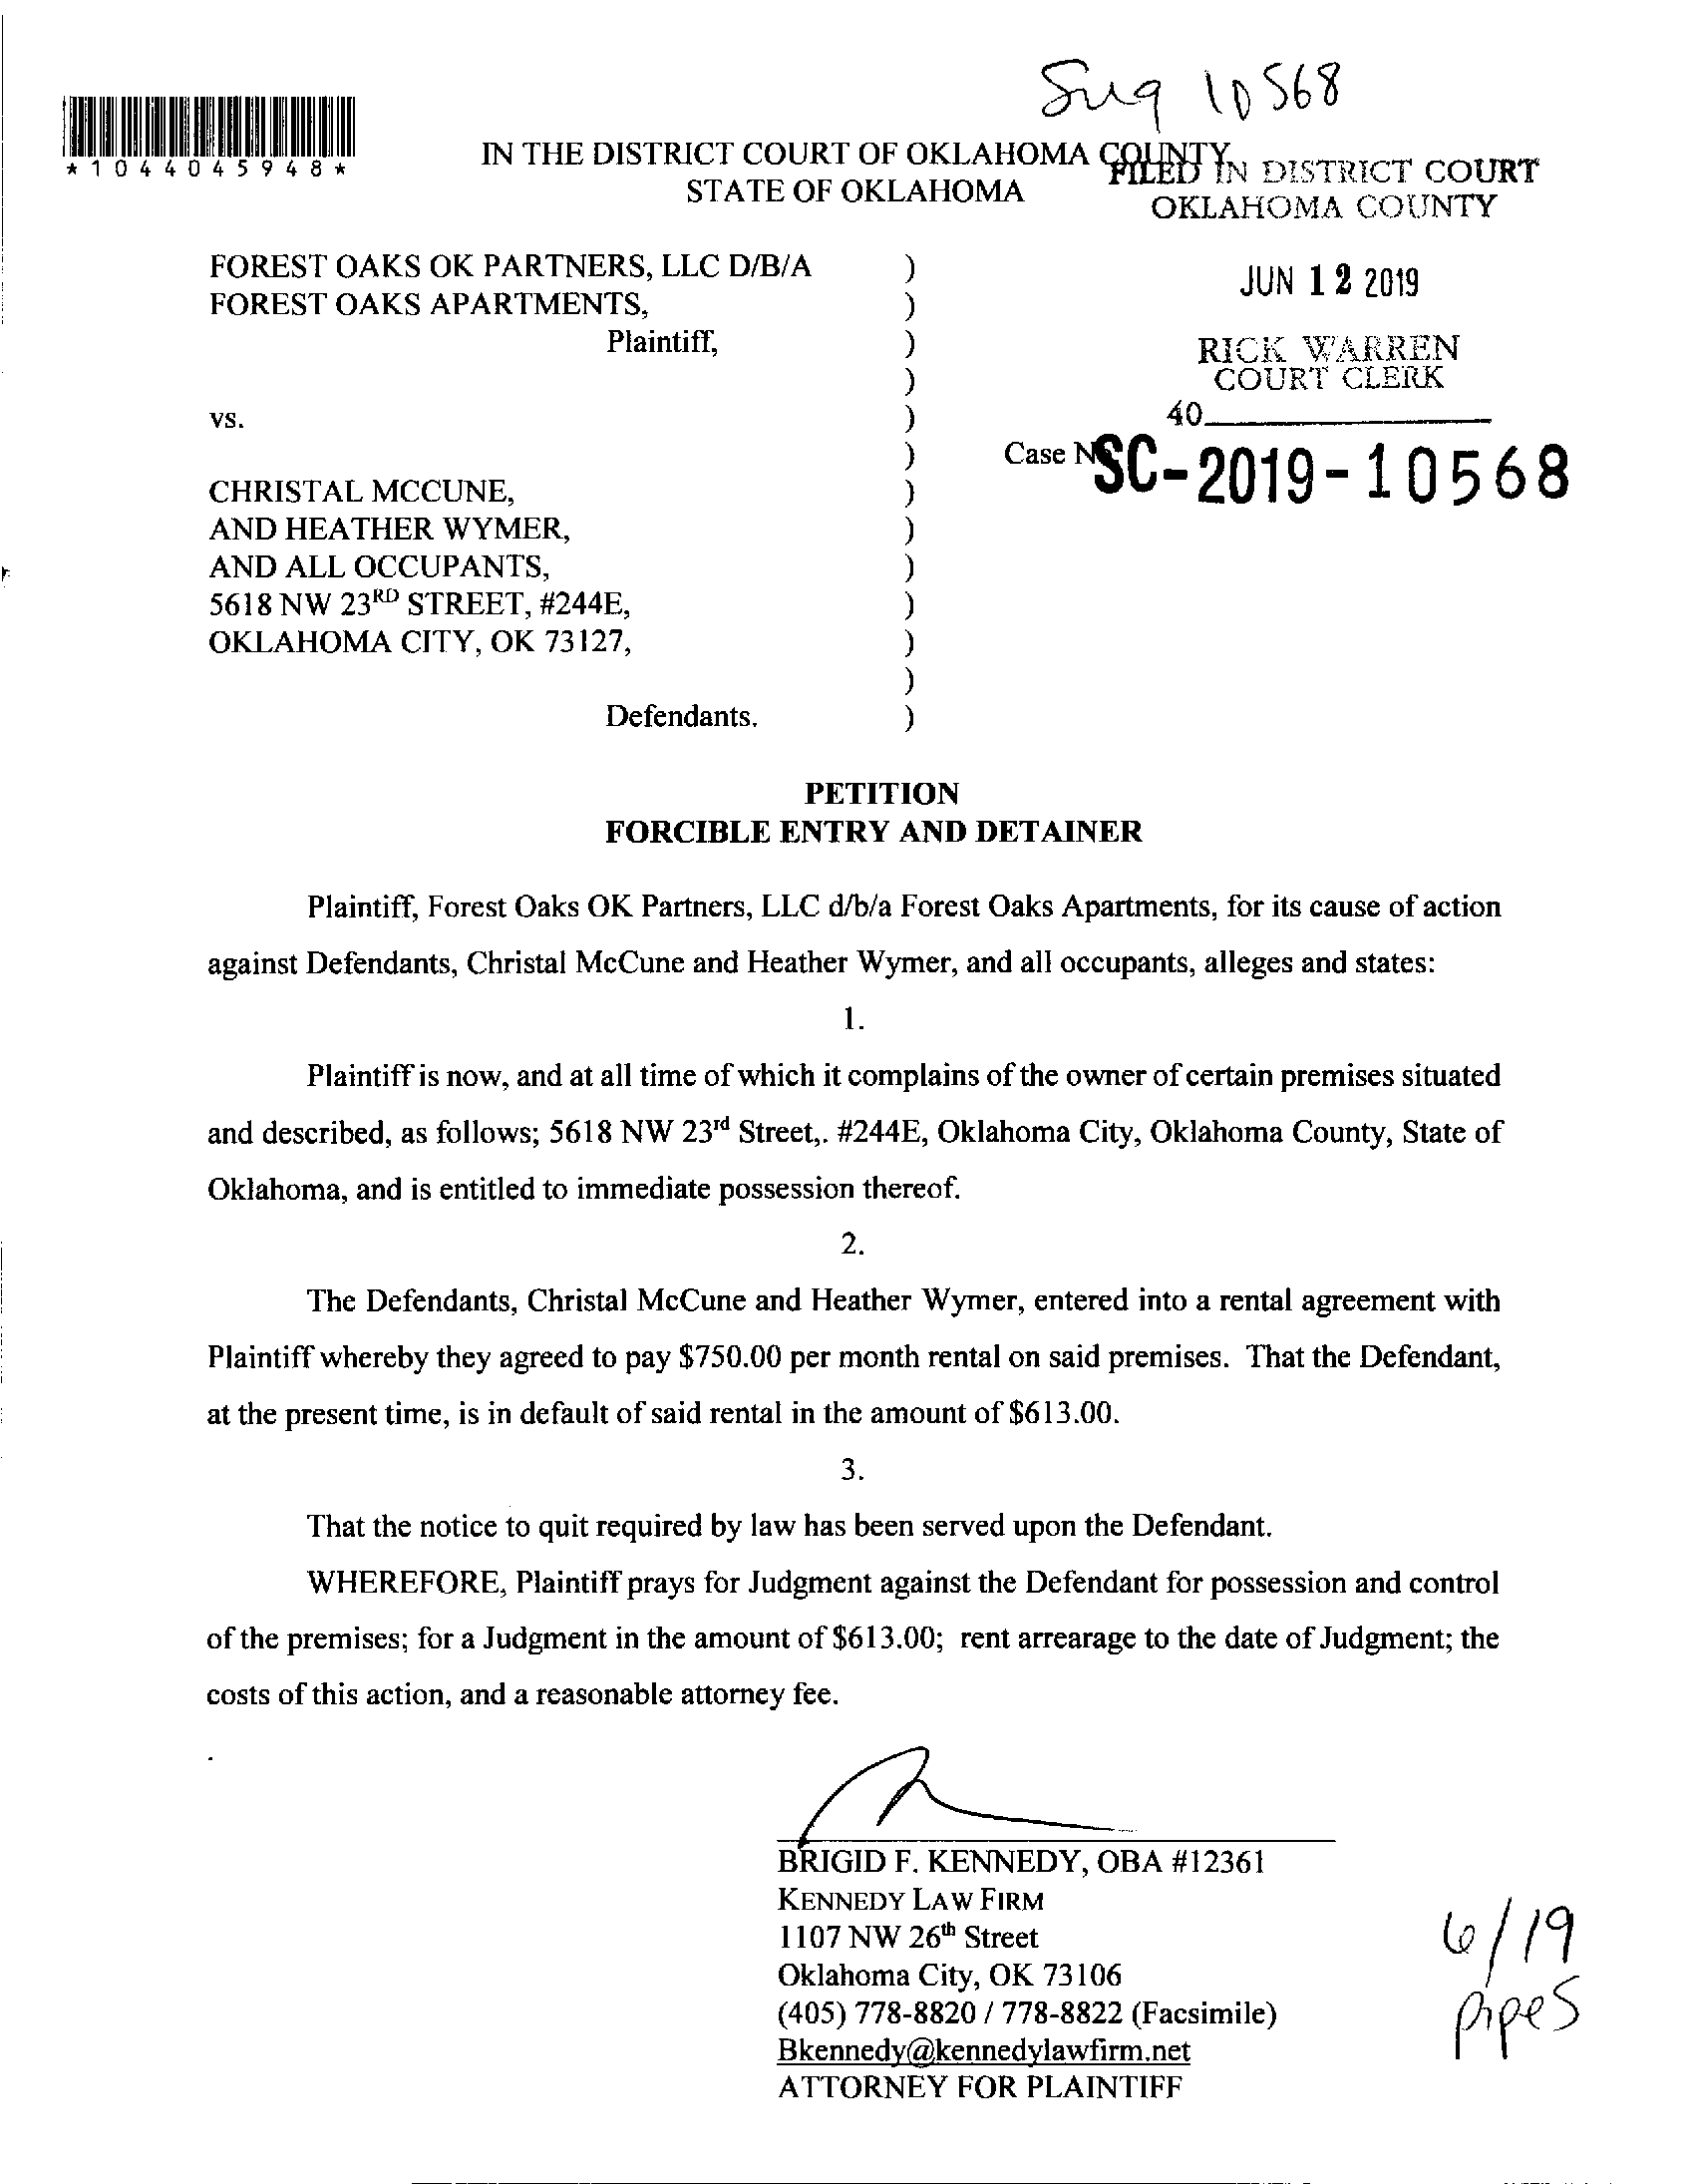 Sug 10568
*1044045948*
IN THE DISTRICT COURT OF OKLAHOMA COUNTY
STATE OF OKLAHOMA
FILED IN DISTRICT COURT
OKLAHOMA COUNTY
JUN 12 2019
RICK WARREN
COURT CLERK
40
FOREST OAKS OK PARTNERS, LLC D/B/A )
FOREST OAKS APARTMENTS, )
Plaintiff, )
)
vs. )
) Case No SC-2019-10568
CHRISTAL MCCUNE, )
AND HEATHER WYMER, )
AND ALL OCCUPANTS, )
5618 NW 23RD STREET, #244E, )
OKLAHOMA CITY, OK 73127, )
)
Defendants. )
PETITION
FORCIBLE ENTRY AND DETAINER
Plaintiff, Forest Oaks OK Partners, LLC d/b/a Forest Oaks Apartments, for its cause of action
against Defendants, Christal McCune and Heather Wymer, and all occupants, alleges and states:
1.
Plaintiff is now, and at all time of which it complains of the owner of certain premises situated
and described, as follows; 5618 NW 23rd Street,. #244E, Oklahoma City, Oklahoma County, State of
Oklahoma, and is entitled to immediate possession thereof.
2.
The Defendants, Christal McCune and Heather Wymer, entered into a rental agreement with
Plaintiff whereby they agreed to pay $750.00 per month rental on said premises. That the Defendant,
at the present time, is in default of said rental in the amount of $613.00.
3.
That the notice to quit required by law has been served upon the Defendant.
WHEREFORE, Plaintiff prays for Judgment against the Defendant for possession and control
of the premises; for a Judgment in the amount of $613.00; rent arrearage to the date of Judgment; the
costs of this action, and a reasonable attorney fee.
BRIGID F. KENNEDY, OBA #12361
KENNEDY LAW FIRM
1107 NW 26th Street
Oklahoma City, OK 73106
(405) 778-8820 / 778-8822 (Facsimile)
Bkennedy@kennedylawfirm.net
ATTORNEY FOR PLAINTIFF
6/19
pipes